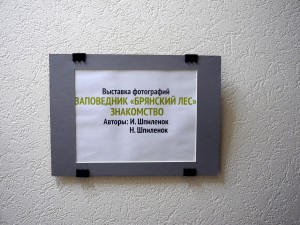 Выставка фотографий
ЗАПОВЕДНИК «БРЯНСКИЙ ЛЕС»
ЗНАКОМСТВО
Авторы: И. Шпиленок
Н. Шпиленок